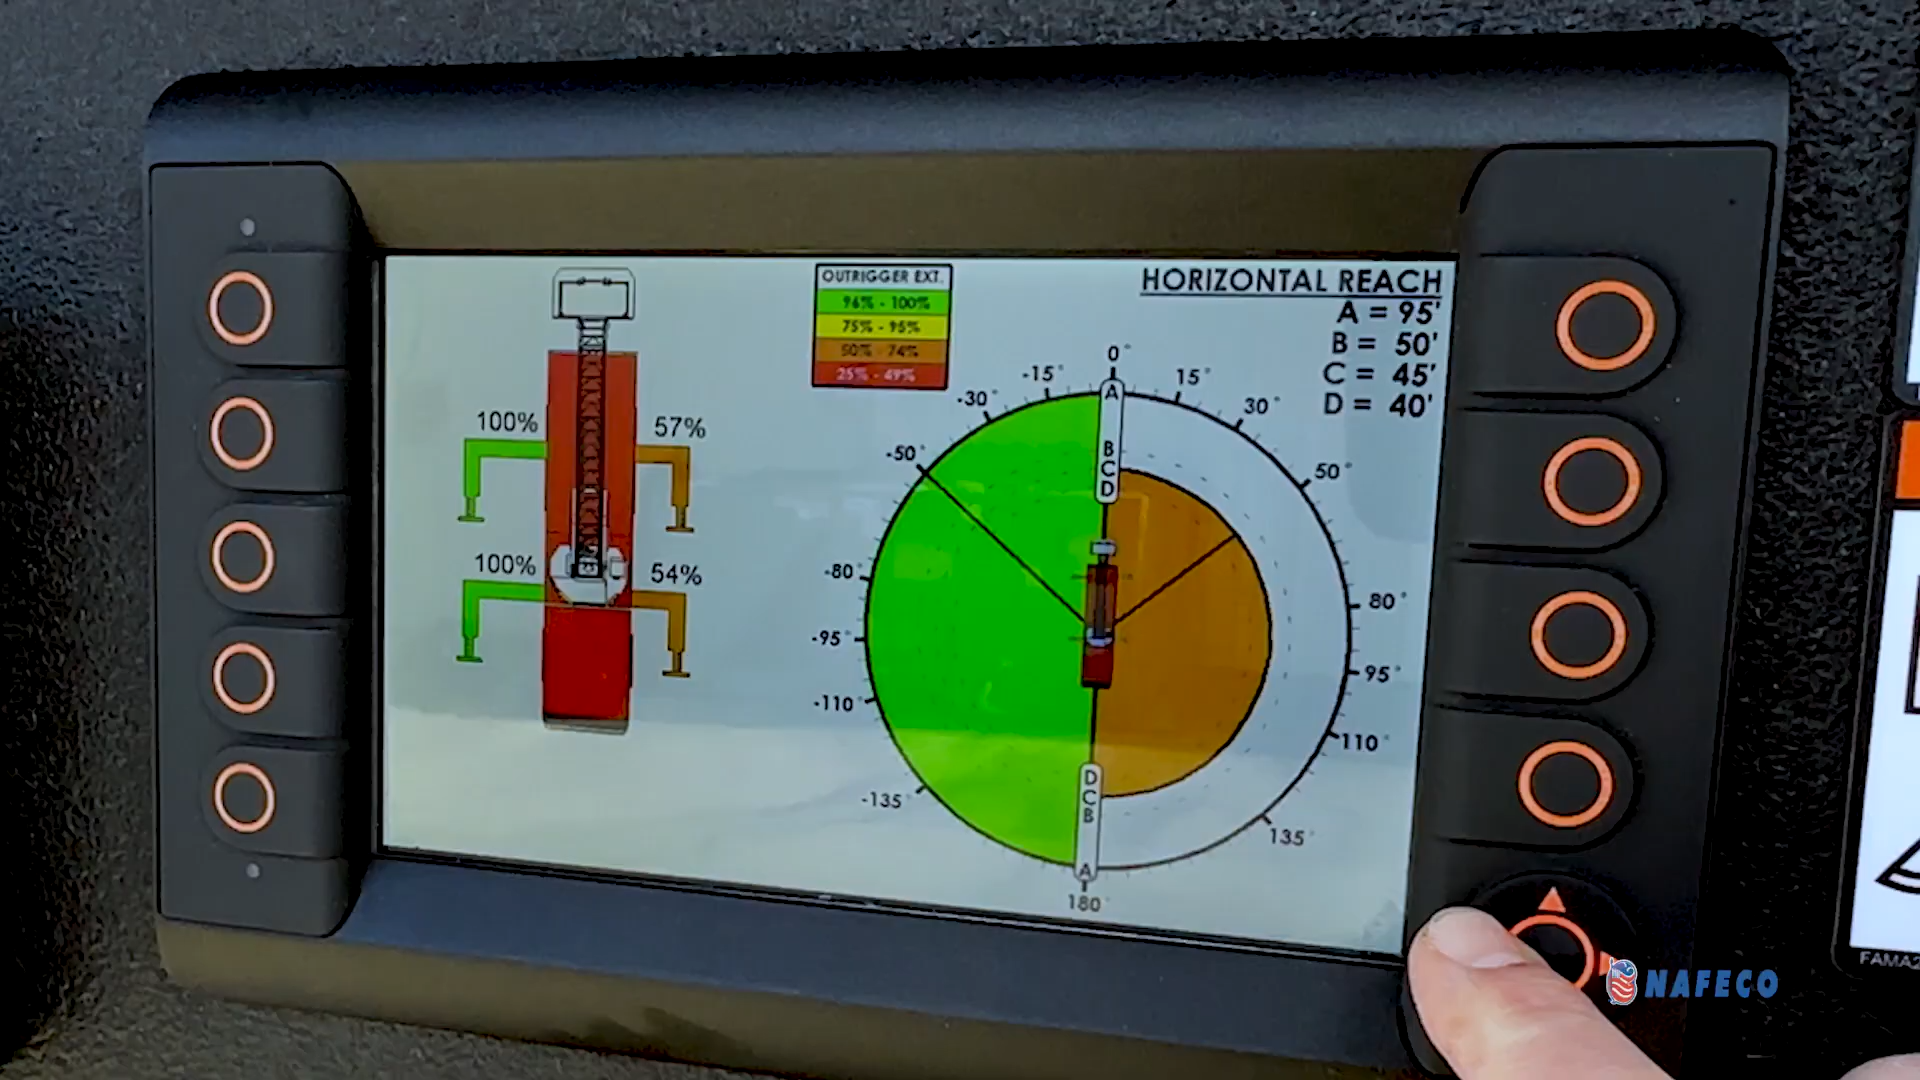 OUTRIGGER EXT.
96% - 100%
75% - 95%
50% - 74%
25% - 49%
HORIZONTAL REACH
A = 95'
B = 50'
C = 45'
D = 40'
100%
57%
100%
54%
0°
-15°
15°
-30°
30°
-50°
50°
-80°
80°
-95°
95°
-110°
110°
-135°
135°
180°
A
B
C
D
D
C
B
A
NAFECO
FAMA2